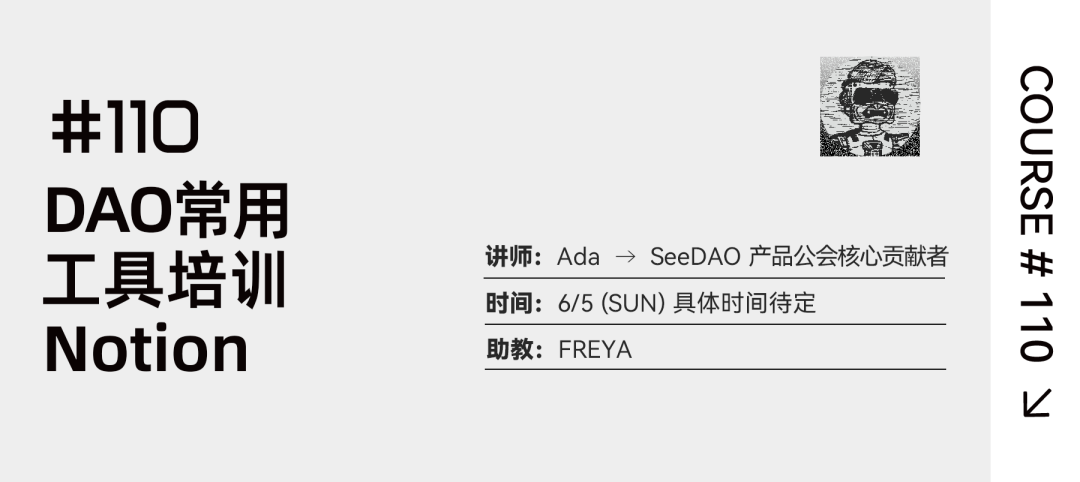 #110
DAO常用
工具培训
Notion
讲师: Ada → SeeDAO 产品公会核心贡献者
时间: 6/5 (SUN) 具体时间待定
助教: FREYA
COURSE # 110 ↙